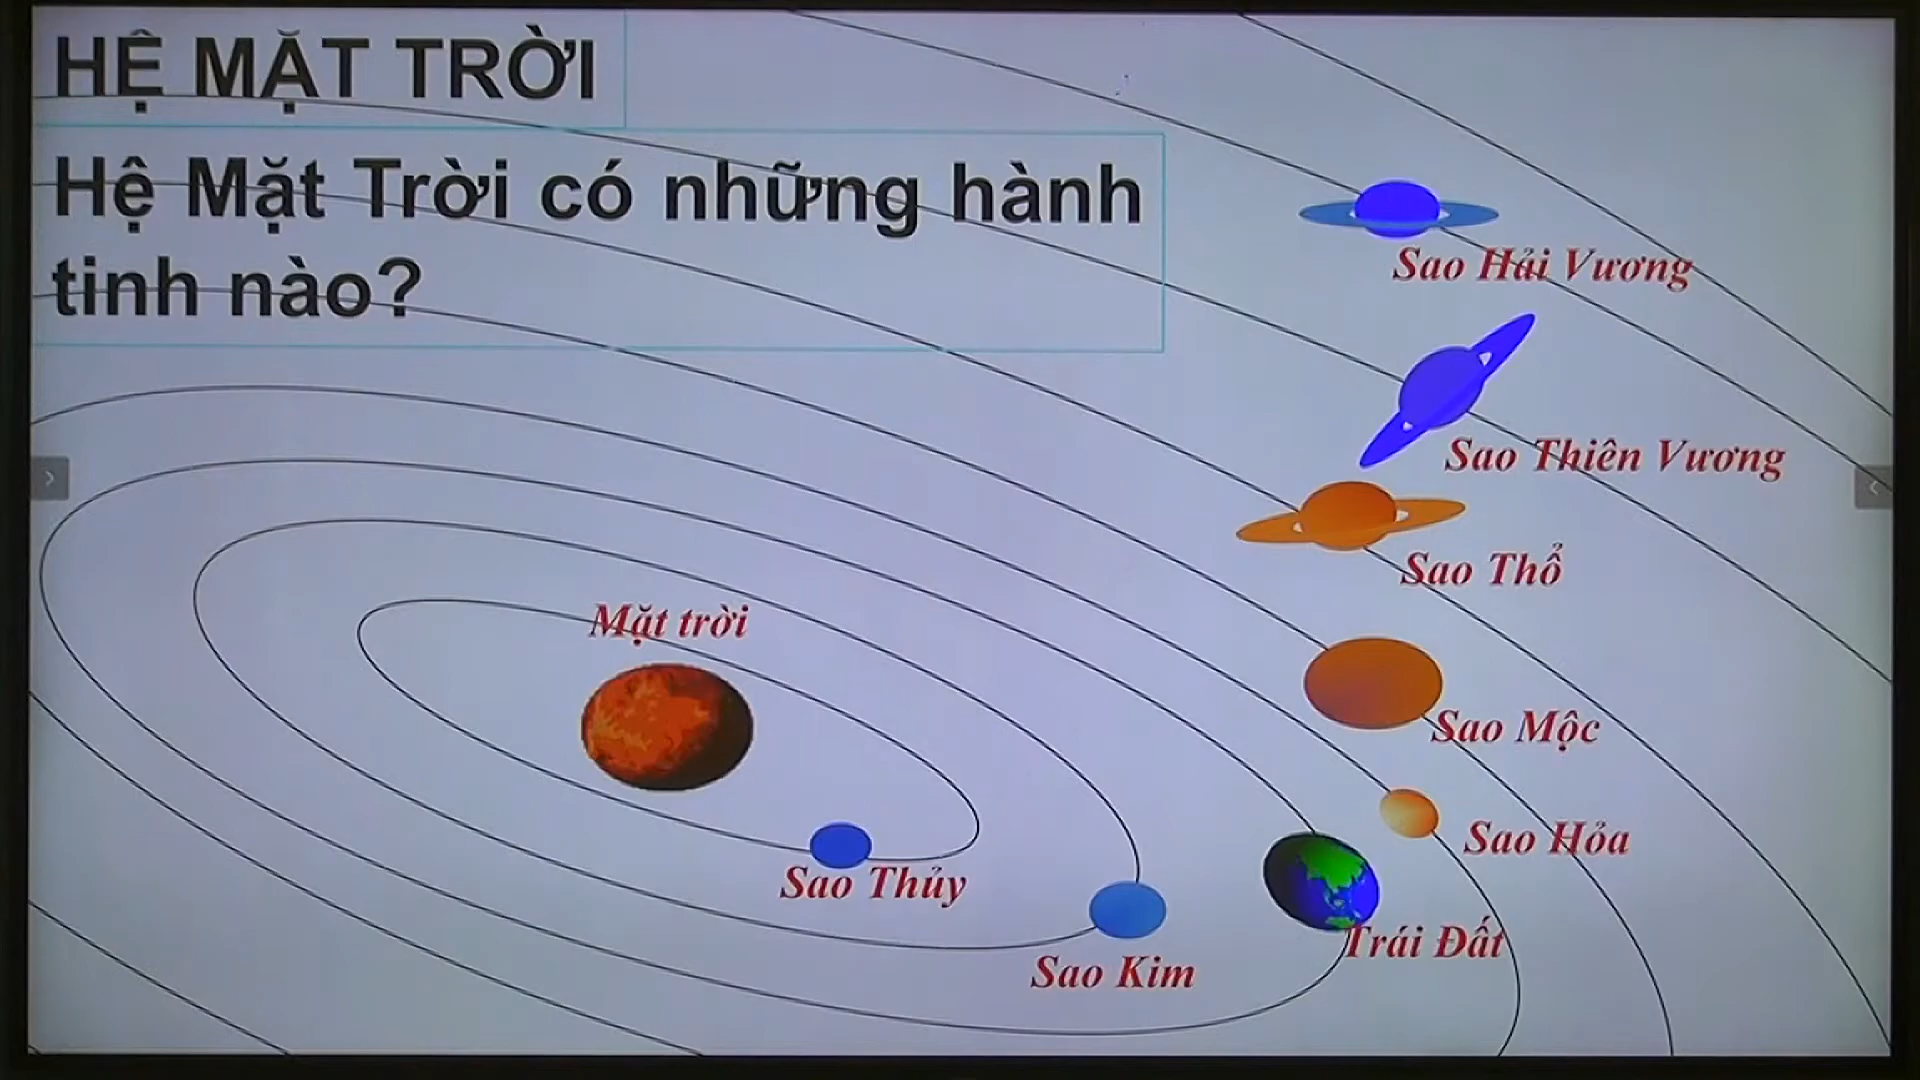 HỆ MẶT TRỜI
Hệ Mặt Trời có những hành
tinh nào?
Sao Hải Vương
Sao Thiên Vương
Sao Thổ
Mặt trời
Sao Mộc
Sao Hỏa
Sao Thủy
Trái Đất
Sao Kim